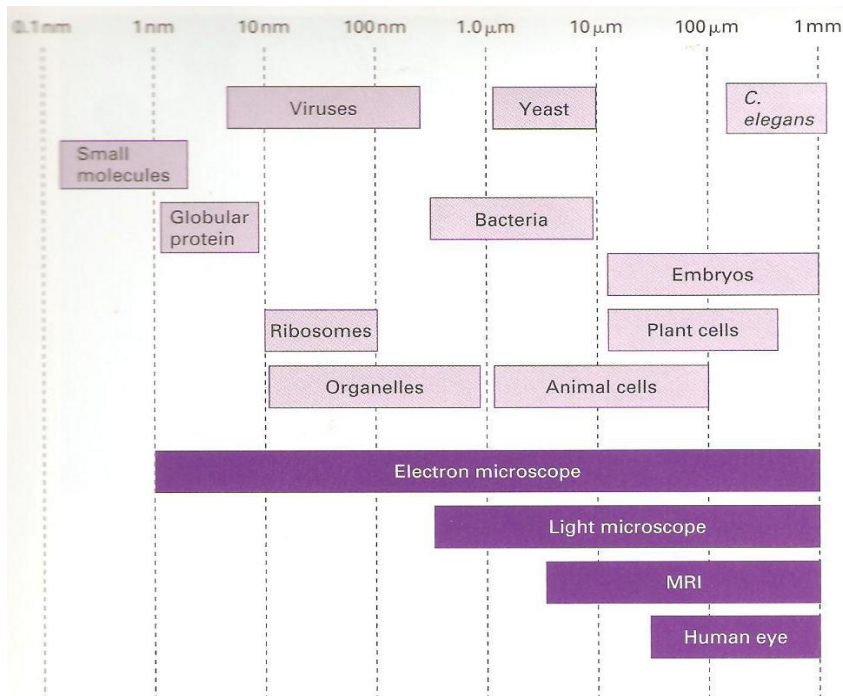 0.1nm 1nm 10nm 100nm 1.0μm 10μm 100μm 1mm
Viruses Yeast C.
elegans
Small
molecules
Globular
protein
Bacteria
Embryos
Ribosomes Plant cells
Organelles Animal cells
Electron microscope
Light microscope
MRI
Human eye